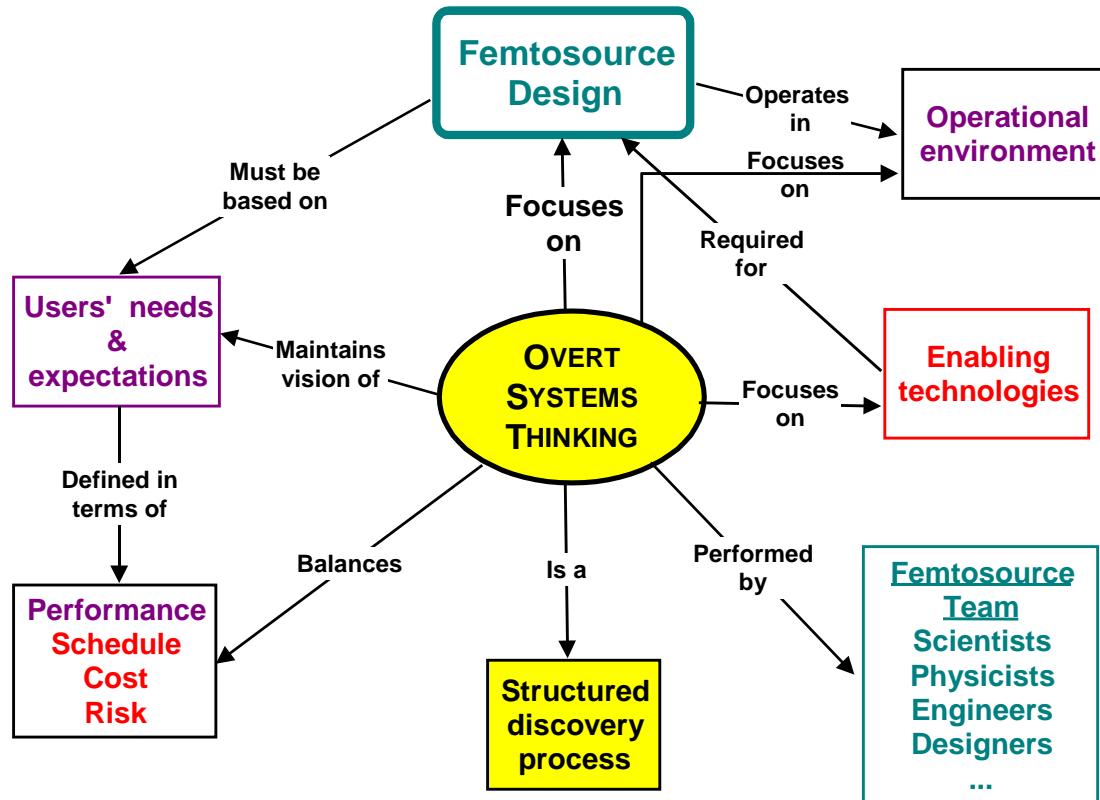 Femtosource
Design
Operates
in
Operational
environment
Focuses
on
Must be
based on
Focuses
on
Required
for
Users' needs
&
expectations
Maintains
vision of
OVERT
SYSTEMS
THINKING
Focuses
on
Enabling
technologies
Defined in
terms of
Balances
Is a
Performed
by
Performance
Schedule
Cost
Risk
Structured
discovery
process
Femtosource
Team
Scientists
Physicists
Engineers
Designers
...